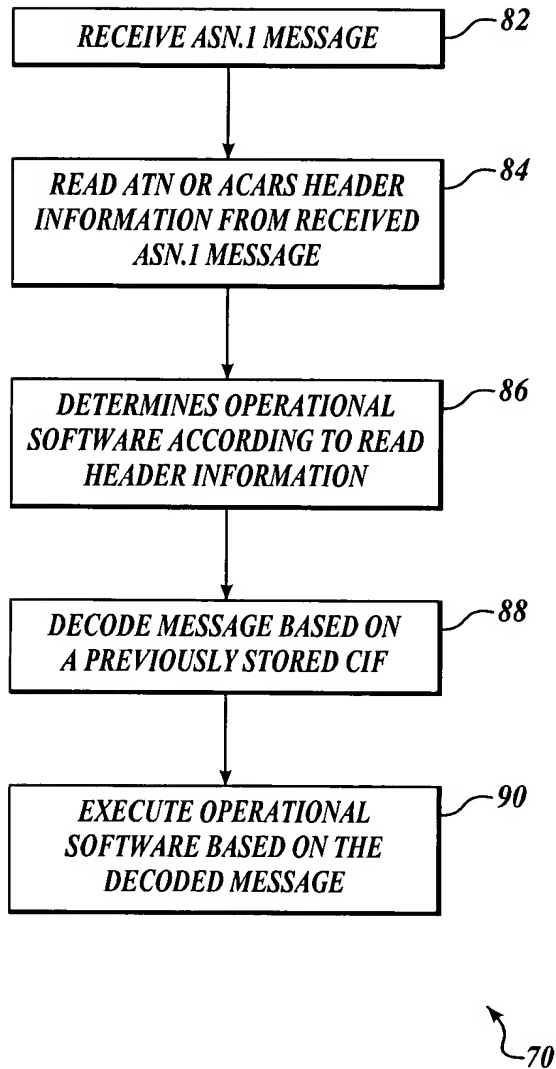 RECEIVE ASN.1 MESSAGE
82
READ ATN OR ACARS HEADER
INFORMATION FROM RECEIVED
ASN.1 MESSAGE
84
DETERMINES OPERATIONAL
SOFTWARE ACCORDING TO READ
HEADER INFORMATION
86
DECODE MESSAGE BASED ON
A PREVIOUSLY STORED CIF
88
EXECUTE OPERATIONAL
SOFTWARE BASED ON THE
DECODED MESSAGE
90
70